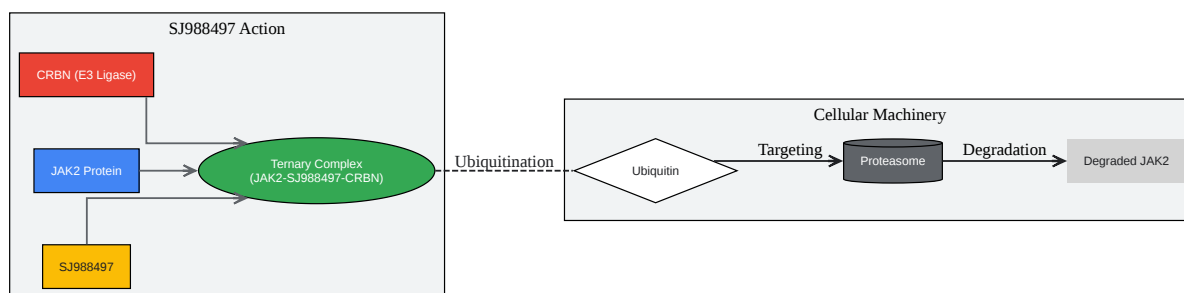 SJ988497 Action
CRBN (E3 Ligase)
JAK2 Protein
SJ988497
Ternary Complex
(JAK2-SJ988497-CRBN)
Ubiquitination
Cellular Machinery
Ubiquitin
Targeting
Proteasome
Degradation
Degraded JAK2